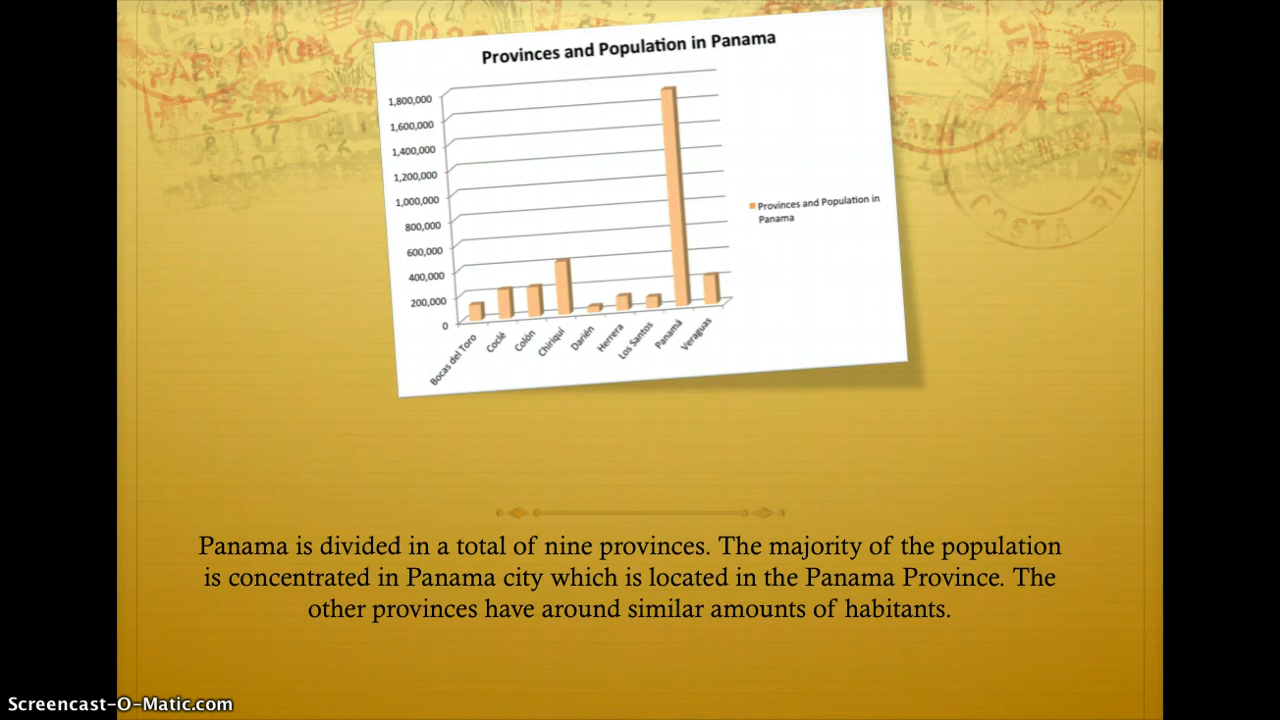 PAR AVION
COSTA RICA
Provinces and Population in Panama
1,800,000
1,600,000
1,400,000
1,200,000
1,000,000
800,000
600,000
400,000
200,000
0
Bocas del Toro
Coclé
Colón
Chiriquí
Darién
Herrera
Los Santos
Panamá
Veraguas
Provinces and Population in
Panama
Panama is divided in a total of nine provinces. The majority of the population
is concentrated in Panama city which is located in the Panama Province. The
other provinces have around similar amounts of habitants.
Screencast-O-Matic.com